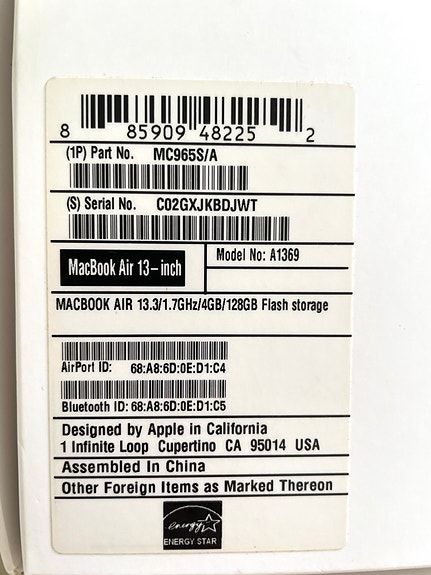 8 85909 48225 2
(1P) Part No. MC965S/A
(S) Serial No. C02GXJKBDJWT
MacBook Air 13-inch
Model No: A1369
MACBOOK AIR 13.3/1.7GHz/4GB/128GB Flash storage
AirPort ID: 68:A8:6D:0E:D1:C4
Bluetooth ID: 68:A8:6D:0E:D1:C5
Designed by Apple in California
1 Infinite Loop Cupertino CA 95014 USA
Assembled In China
Other Foreign Items as Marked Thereon
energy
ENERGY STAR